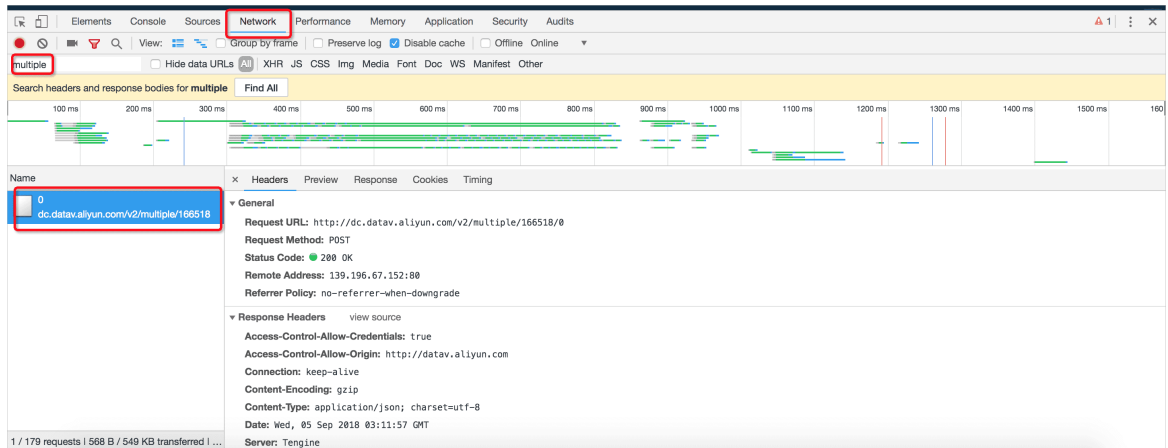 Elements Console Sources Network Performance Memory Application Security Audits 1
View: Group by frame Preserve log Disable cache Offline Online
multiple Hide data URLs All XHR JS CSS Img Media Font Doc WS Manifest Other
Search headers and response bodies for multiple Find All
100 ms 200 ms 300 ms 400 ms 500 ms 600 ms 700 ms 800 ms 900 ms 1000 ms 1100 ms 1200 ms 1300 ms 1400 ms 1500 ms 160
Name × Headers Preview Response Cookies Timing
0
dc.datav.aliyun.com/v2/multiple/166518
General
Request URL: http://dc.datav.aliyun.com/v2/multiple/166518/0
Request Method: POST
Status Code: 200 OK
Remote Address: 139.196.67.152:80
Referrer Policy: no-referrer-when-downgrade
Response Headers view source
Access-Control-Allow-Credentials: true
Access-Control-Allow-Origin: http://datav.aliyun.com
Connection: keep-alive
Content-Encoding: gzip
Content-Type: application/json; charset=utf-8
Date: Wed, 05 Sep 2018 03:11:57 GMT
Server: Tengine
1 / 179 requests | 568 B / 549 KB transferred | ...